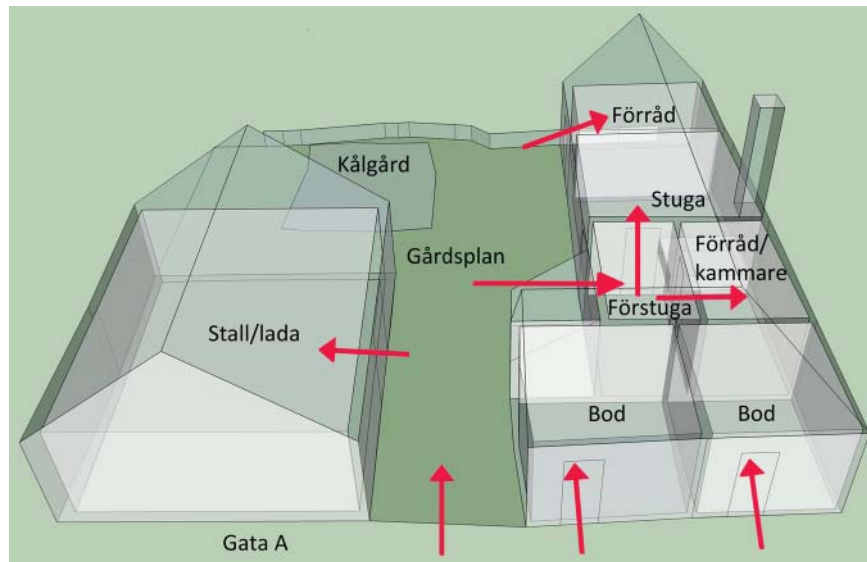 Förråd
Kålgård
Stuga
Förråd/
kammare
Gårdsplan
Förstuga
Stall/lada
Bod
Bod
Gata A